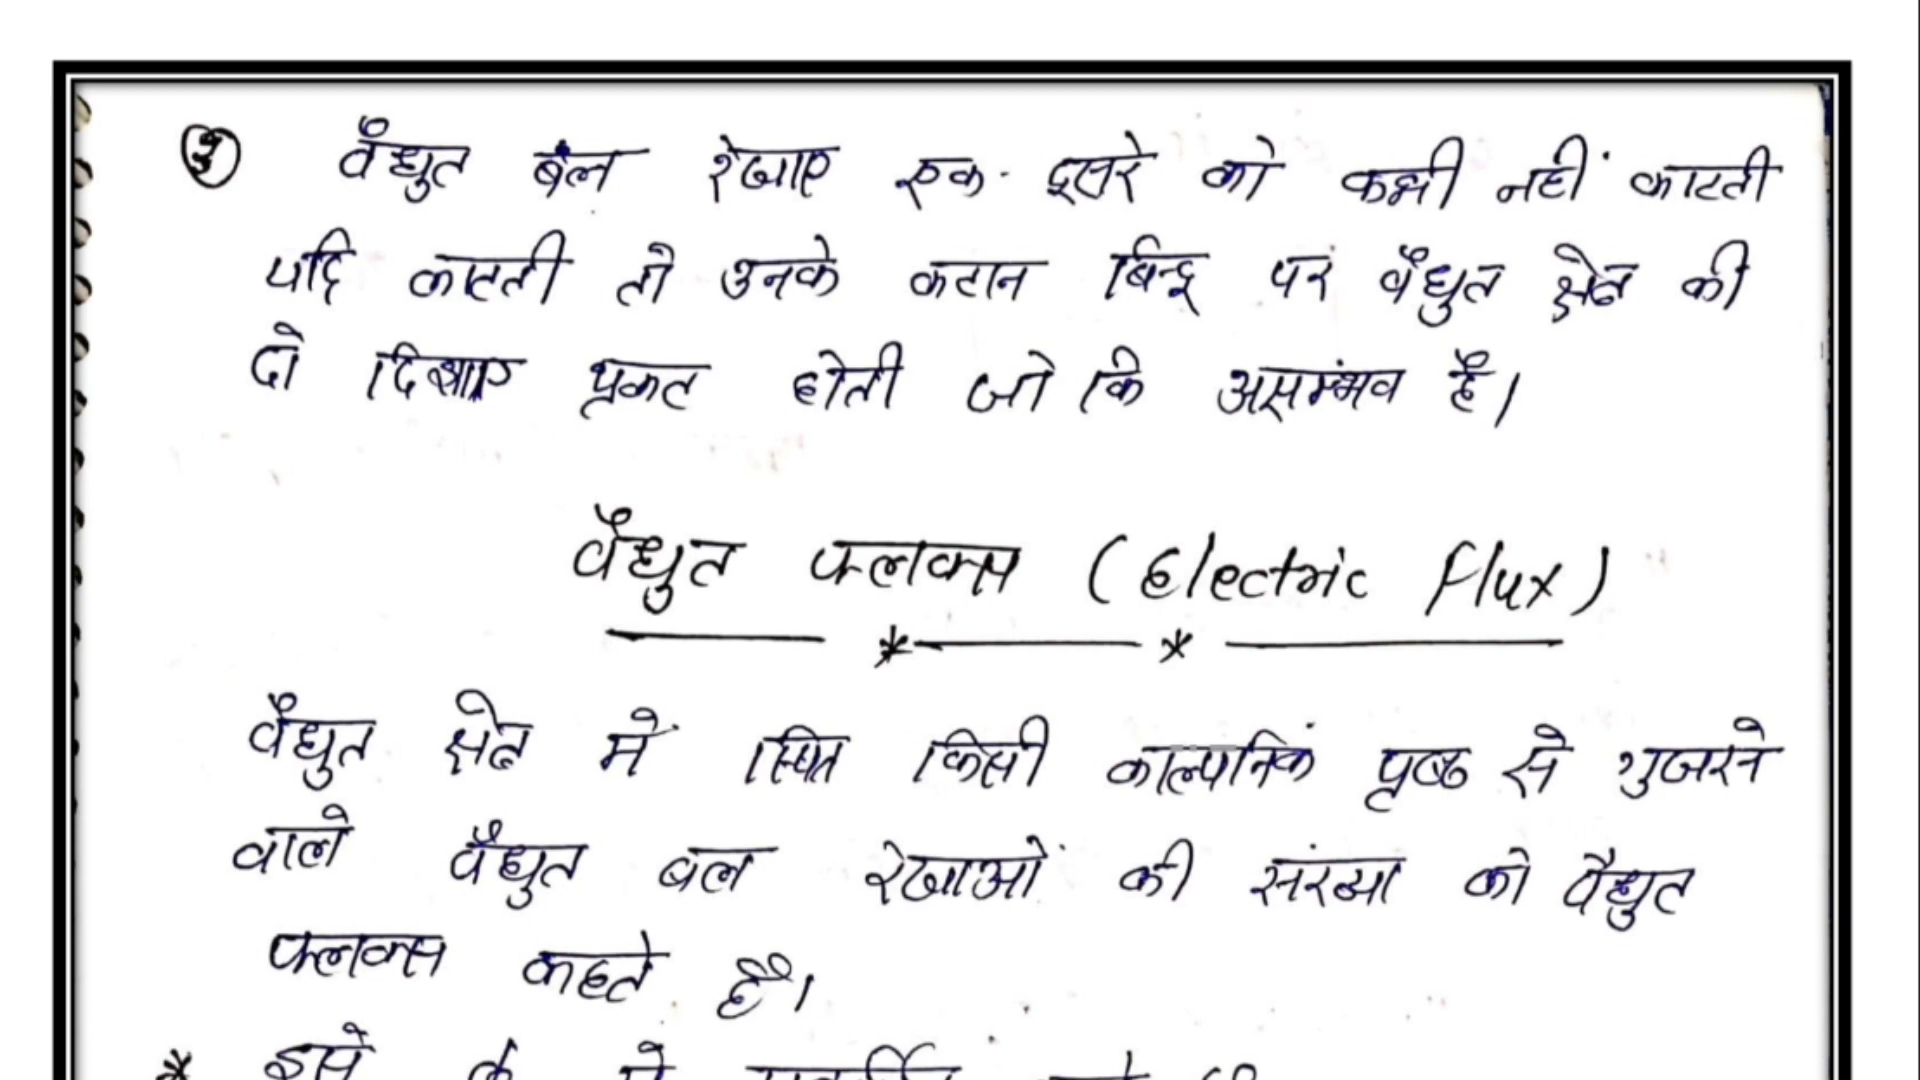 ③ वैद्युत बल रेखाए एक-दूसरे को कभी नहीं काटती
यदि काटती तो उनके कटान बिन्दु पर वैद्युत क्षेत्र की
दो दिशाए प्रकट होती जो कि असम्भंव है।
वैद्युत फ्लक्स (Electric flux)
वैद्युत क्षेत्र में स्थित किसी काल्पनिक पृष्ठ से गुजरने
वाले वैद्युत बल रेखाओं की संख्या को वैद्युत
फ्लक्स कहते है।
* इसे